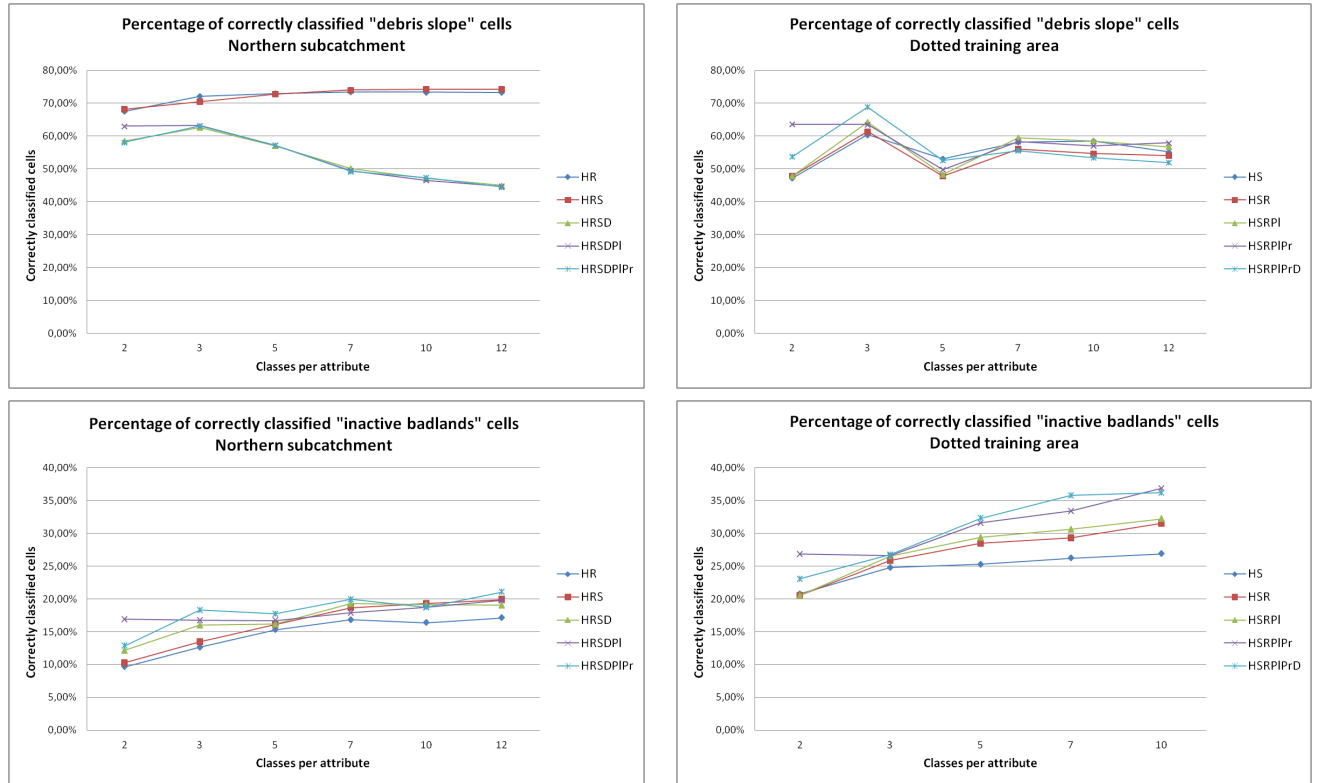 Percentage of correctly classified "debris slope" cells
Northern subcatchment
80,00%
70,00%
60,00%
50,00%
40,00%
30,00%
20,00%
10,00%
0,00%
Correctly classified cells
2 3 5 7 10 12
Classes per attribute
HR
HRS
HRSD
HRSDPl
HRSDPlPr
Percentage of correctly classified "debris slope" cells
Dotted training area
80,00%
70,00%
60,00%
50,00%
40,00%
30,00%
20,00%
10,00%
0,00%
Correctly classified cells
2 3 5 7 10 12
Classes per attribute
HS
HSR
HSRPl
HSRPlPr
HSRPlPrD
Percentage of correctly classified "inactive badlands" cells
Northern subcatchment
40,00%
35,00%
30,00%
25,00%
20,00%
15,00%
10,00%
5,00%
0,00%
Correctly classified cells
2 3 5 7 10 12
Classes per attribute
HR
HRS
HRSD
HRSDPl
HRSDPlPr
Percentage of correctly classified "inactive badlands" cells
Dotted training area
40,00%
35,00%
30,00%
25,00%
20,00%
15,00%
10,00%
5,00%
0,00%
Correctly classified cells
2 3 5 7 10
Classes per attribute
HS
HSR
HSRPl
HSRPlPr
HSRPlPrD